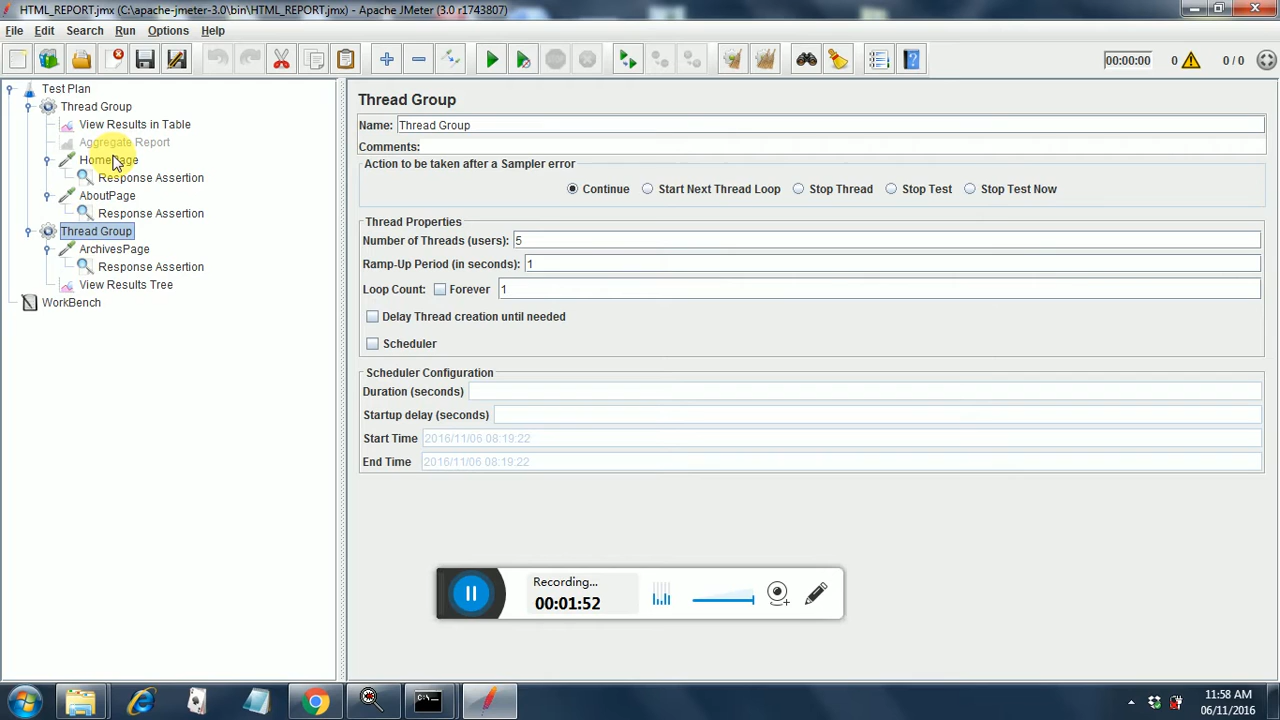 HTML_REPORT.jmx (C:\apache-jmeter-3.0\bin\HTML_REPORT.jmx) - Apache JMeter (3.0 r1743807)
File Edit Search Run Options Help
00:00:00 0 0 / 0
Test Plan
Thread Group
View Results in Table
Aggregate Report
HomePage
Response Assertion
AboutPage
Response Assertion
Thread Group
ArchivesPage
Response Assertion
View Results Tree
WorkBench
Thread Group
Name: Thread Group
Comments:
Action to be taken after a Sampler error
Continue Start Next Thread Loop Stop Thread Stop Test Stop Test Now
Thread Properties
Number of Threads (users): 5
Ramp-Up Period (in seconds): 1
Loop Count: Forever 1
Delay Thread creation until needed
Scheduler
Scheduler Configuration
Duration (seconds)
Startup delay (seconds)
Start Time 2016/11/06 08:19:22
End Time 2016/11/06 08:19:22
Recording...
00:01:52
11:58 AM
06/11/2016